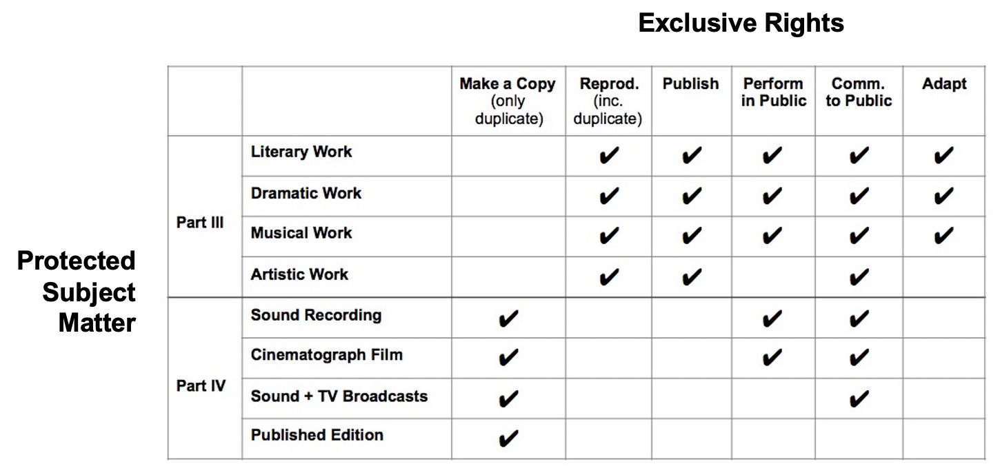 Exclusive Rights
Make a Copy
(only
duplicate)
Reprod.
(inc.
duplicate)
Publish
Perform
in Public
Comm.
to Public
Adapt
Protected
Subject
Matter
Part III
Literary Work
✔ ✔ ✔ ✔ ✔
Dramatic Work
✔ ✔ ✔ ✔ ✔
Musical Work
✔ ✔ ✔ ✔ ✔
Artistic Work
✔ ✔ ✔
Part IV
Sound Recording
✔ ✔ ✔
Cinematograph Film
✔ ✔ ✔
Sound + TV Broadcasts
✔ ✔
Published Edition
✔